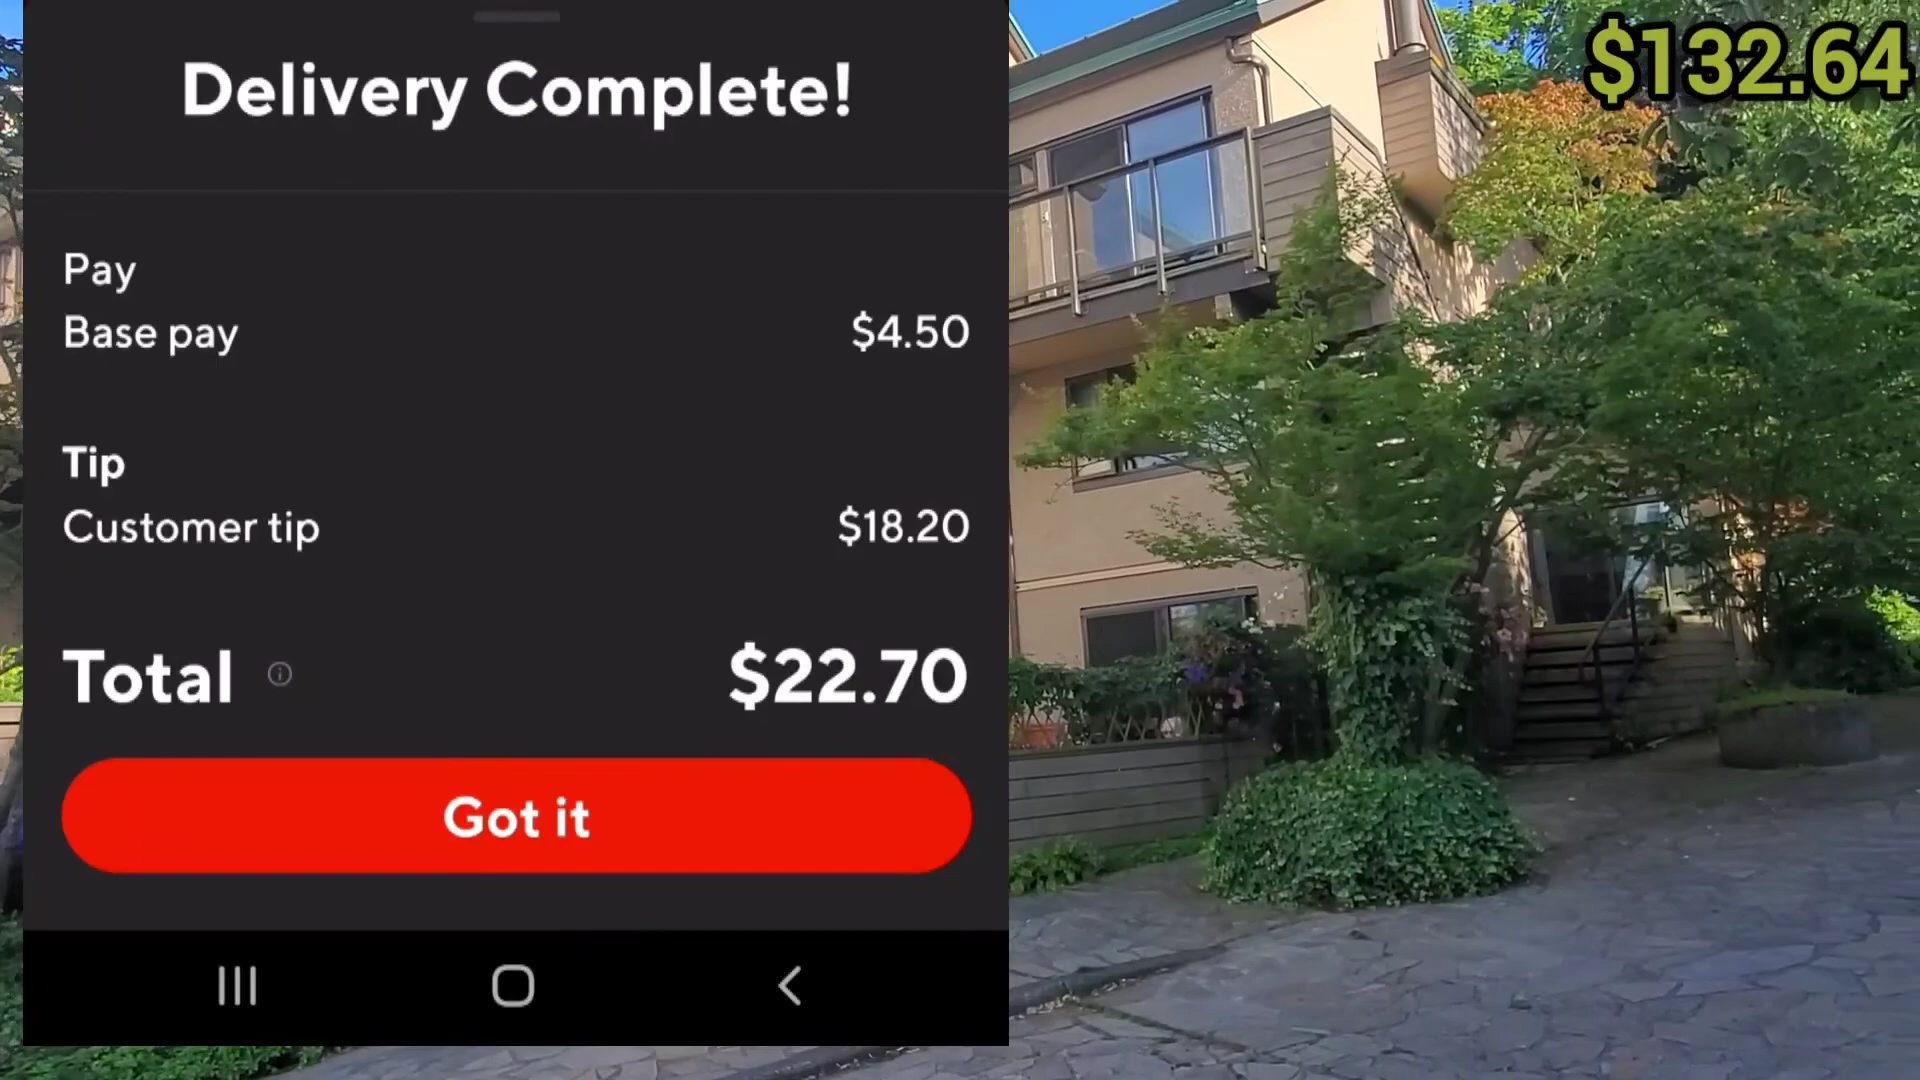 $132.64
Delivery Complete!
Pay
Base pay $4.50
Tip
Customer tip $18.20
Total $22.70
Got it